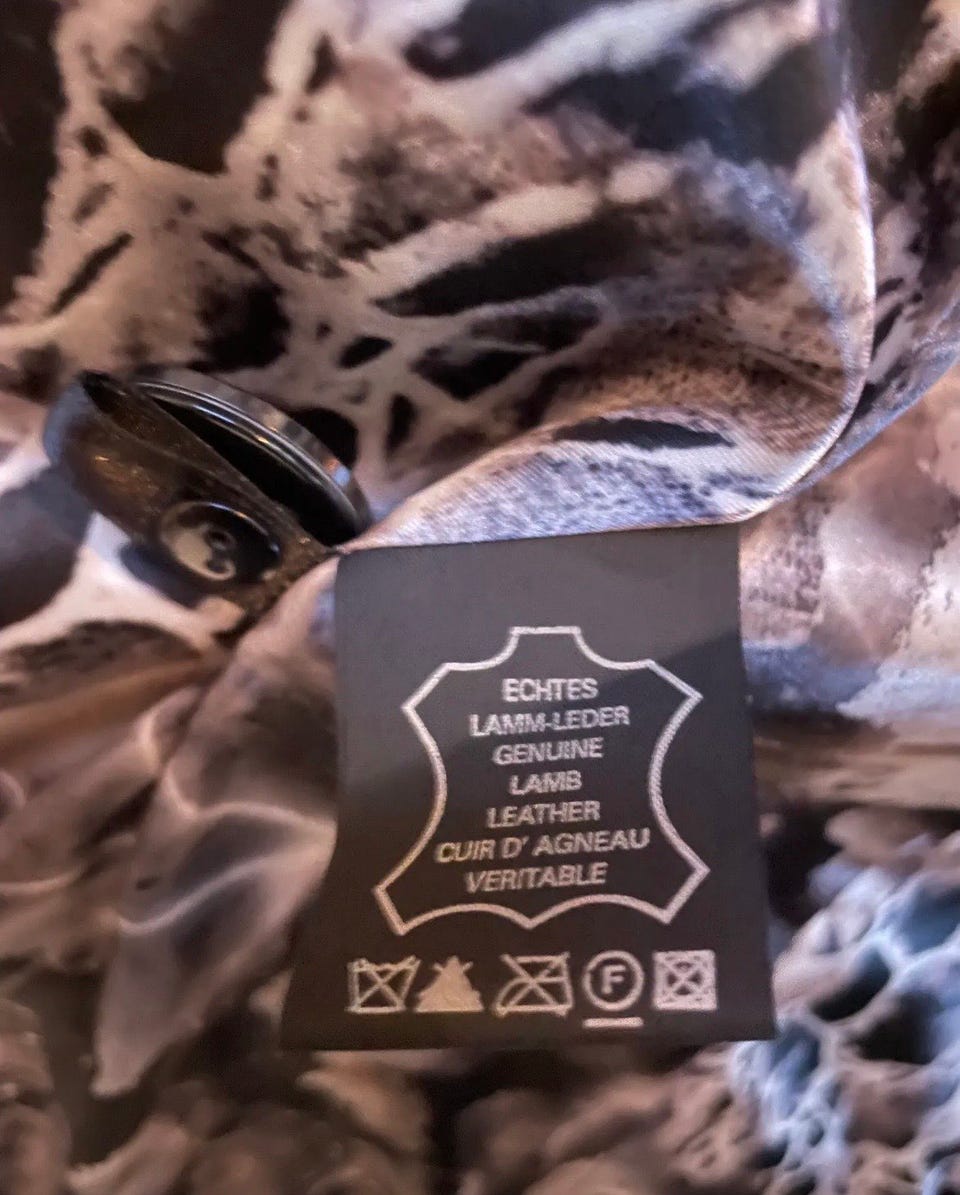 ECHTES
LAMM-LEDER
GENUINE
LAMB
LEATHER
CUIR D' AGNEAU
VERITABLE
F